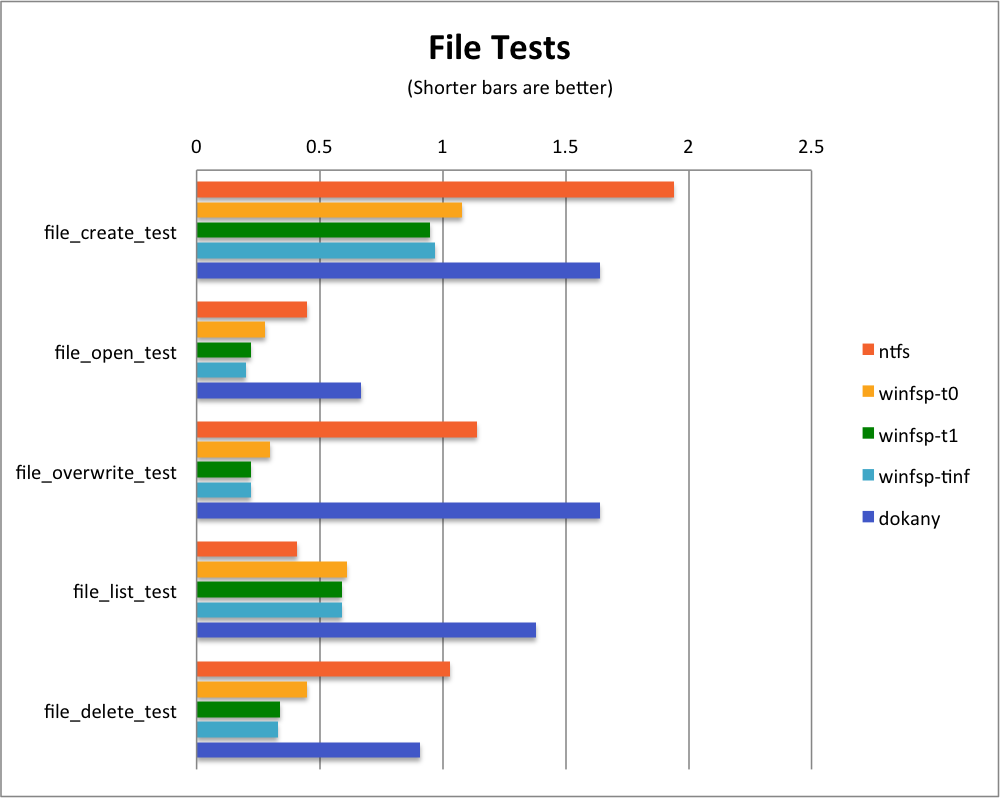 File Tests
(Shorter bars are better)
0 0.5 1 1.5 2 2.5
file_create_test
file_open_test
file_overwrite_test
file_list_test
file_delete_test
ntfs
winfsp-t0
winfsp-t1
winfsp-tinf
dokany